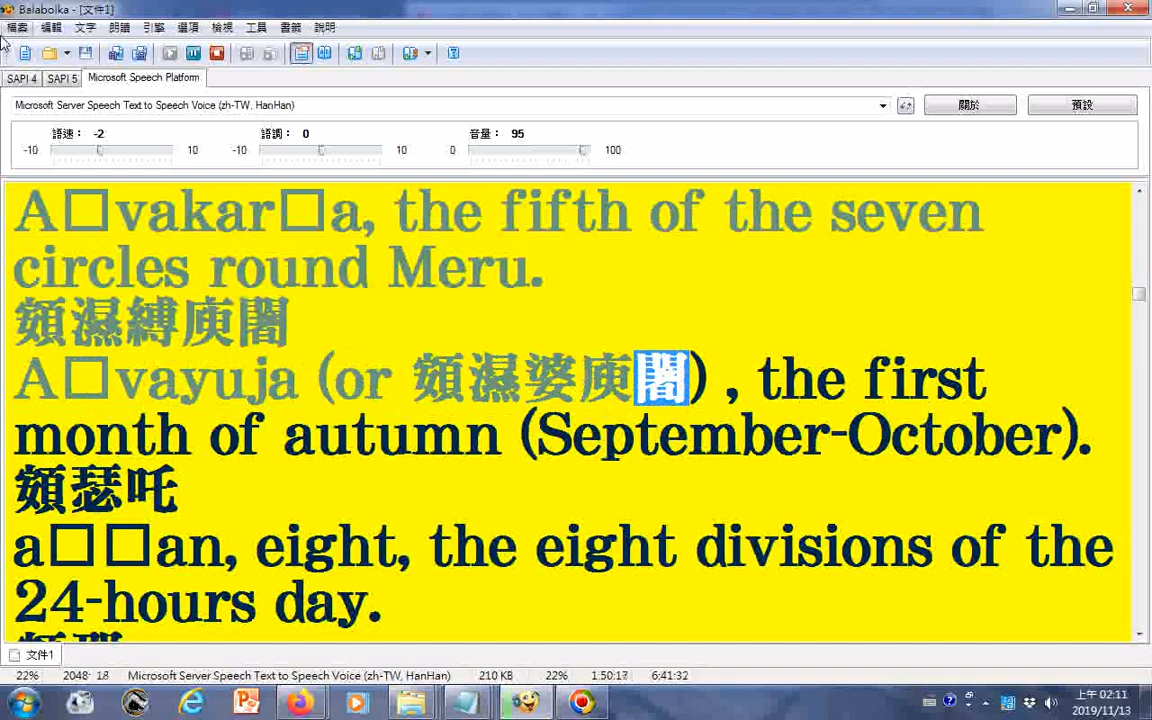 Balabolka - [文件1]
檔案 編輯 文字 朗讀 引擎 選項 檢視 工具 書籤 說明
SAPI 4 SAPI 5 Microsoft Speech Platform
Microsoft Server Speech Text to Speech Voice (zh-TW, HanHan) 關於 預設
語速： -2 語調： 0 音量： 95
-10 10 -10 10 0 100
A□vakar□a, the fifth of the seven
circles round Meru.
頞濕縛庾闍
A□vayuja (or 頞濕婆庾闍) , the first
month of autumn (September-October).
頞瑟吒
a□□an, eight, the eight divisions of the
24-hours day.
文件1
22% 2048: 18 Microsoft Server Speech Text to Speech Voice (zh-TW, HanHan) 210 KB 22% 1:50:17 6:41:32
上午 02:11
2019/11/13